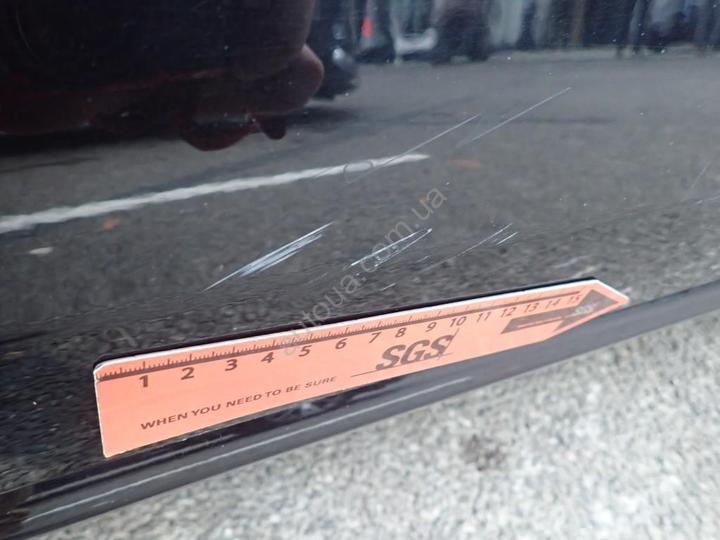 autoua.com.ua
1 2 3 4 5 6 7 8 9 10 11 12 13 14 15
SGS
WHEN YOU NEED TO BE SURE